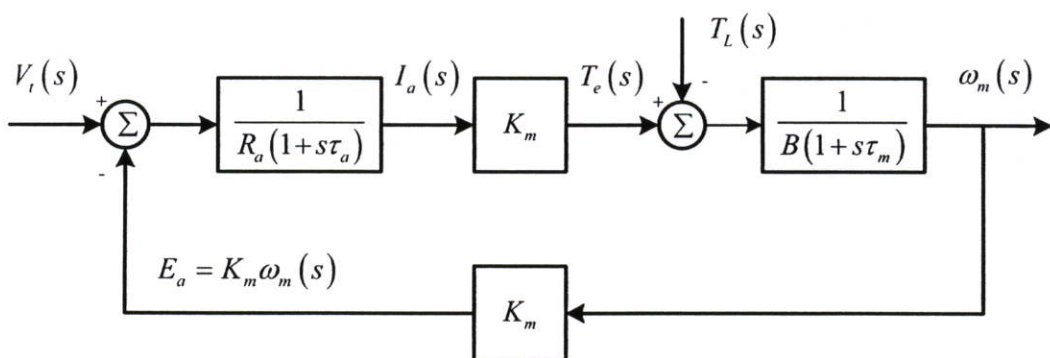 T_L(s)
V_t(s)
I_a(s)
T_e(s)
ω_m(s)
+
Σ
-
1
R_a(1+sτ_a)
K_m
+
-
Σ
1
B(1+sτ_m)
E_a = K_m ω_m(s)
K_m